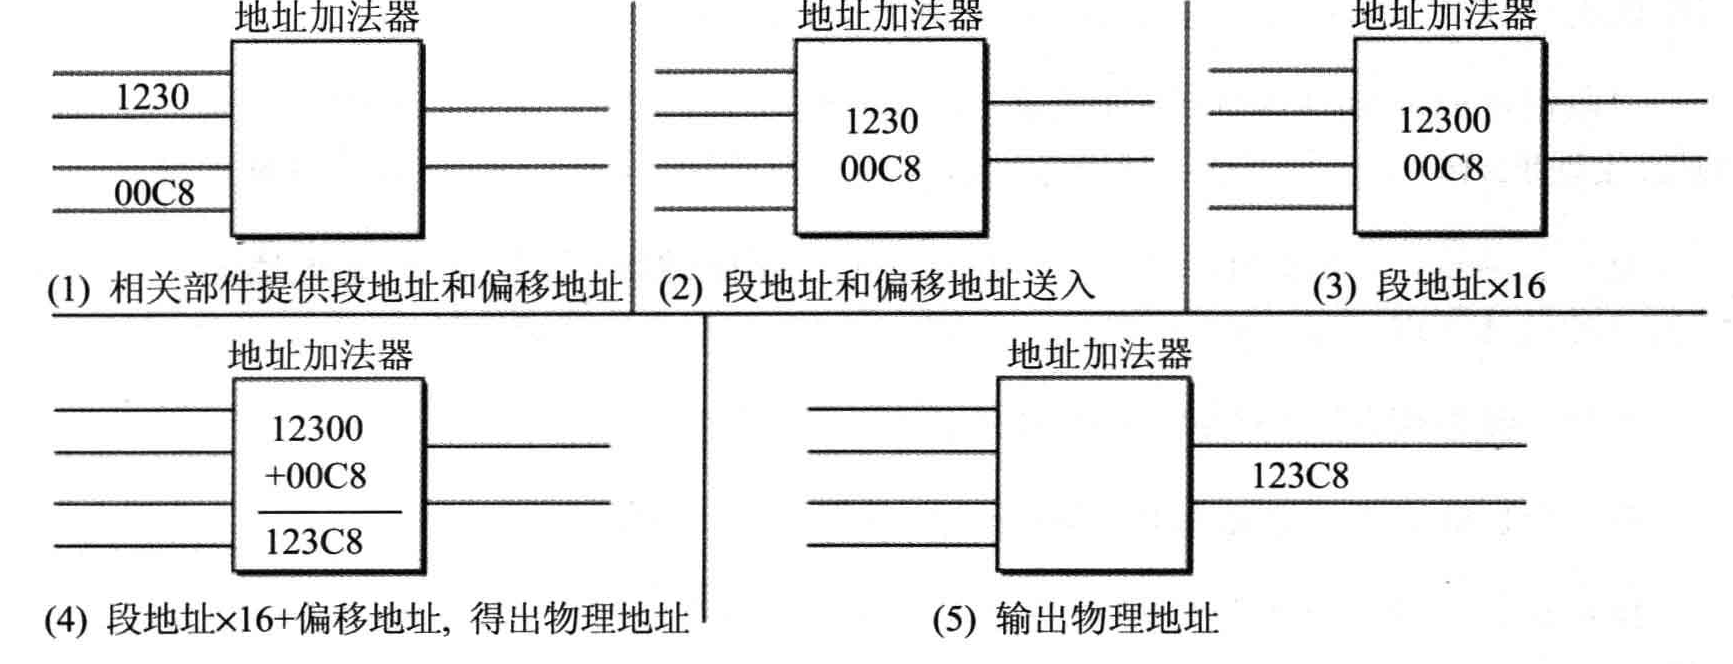 地址加法器
1230
00C8
(1) 相关部件提供段地址和偏移地址
地址加法器
1230
00C8
(2) 段地址和偏移地址送入
地址加法器
12300
00C8
(3) 段地址×16
地址加法器
12300
+00C8
123C8
(4) 段地址×16+偏移地址, 得出物理地址
地址加法器
123C8
(5) 输出物理地址